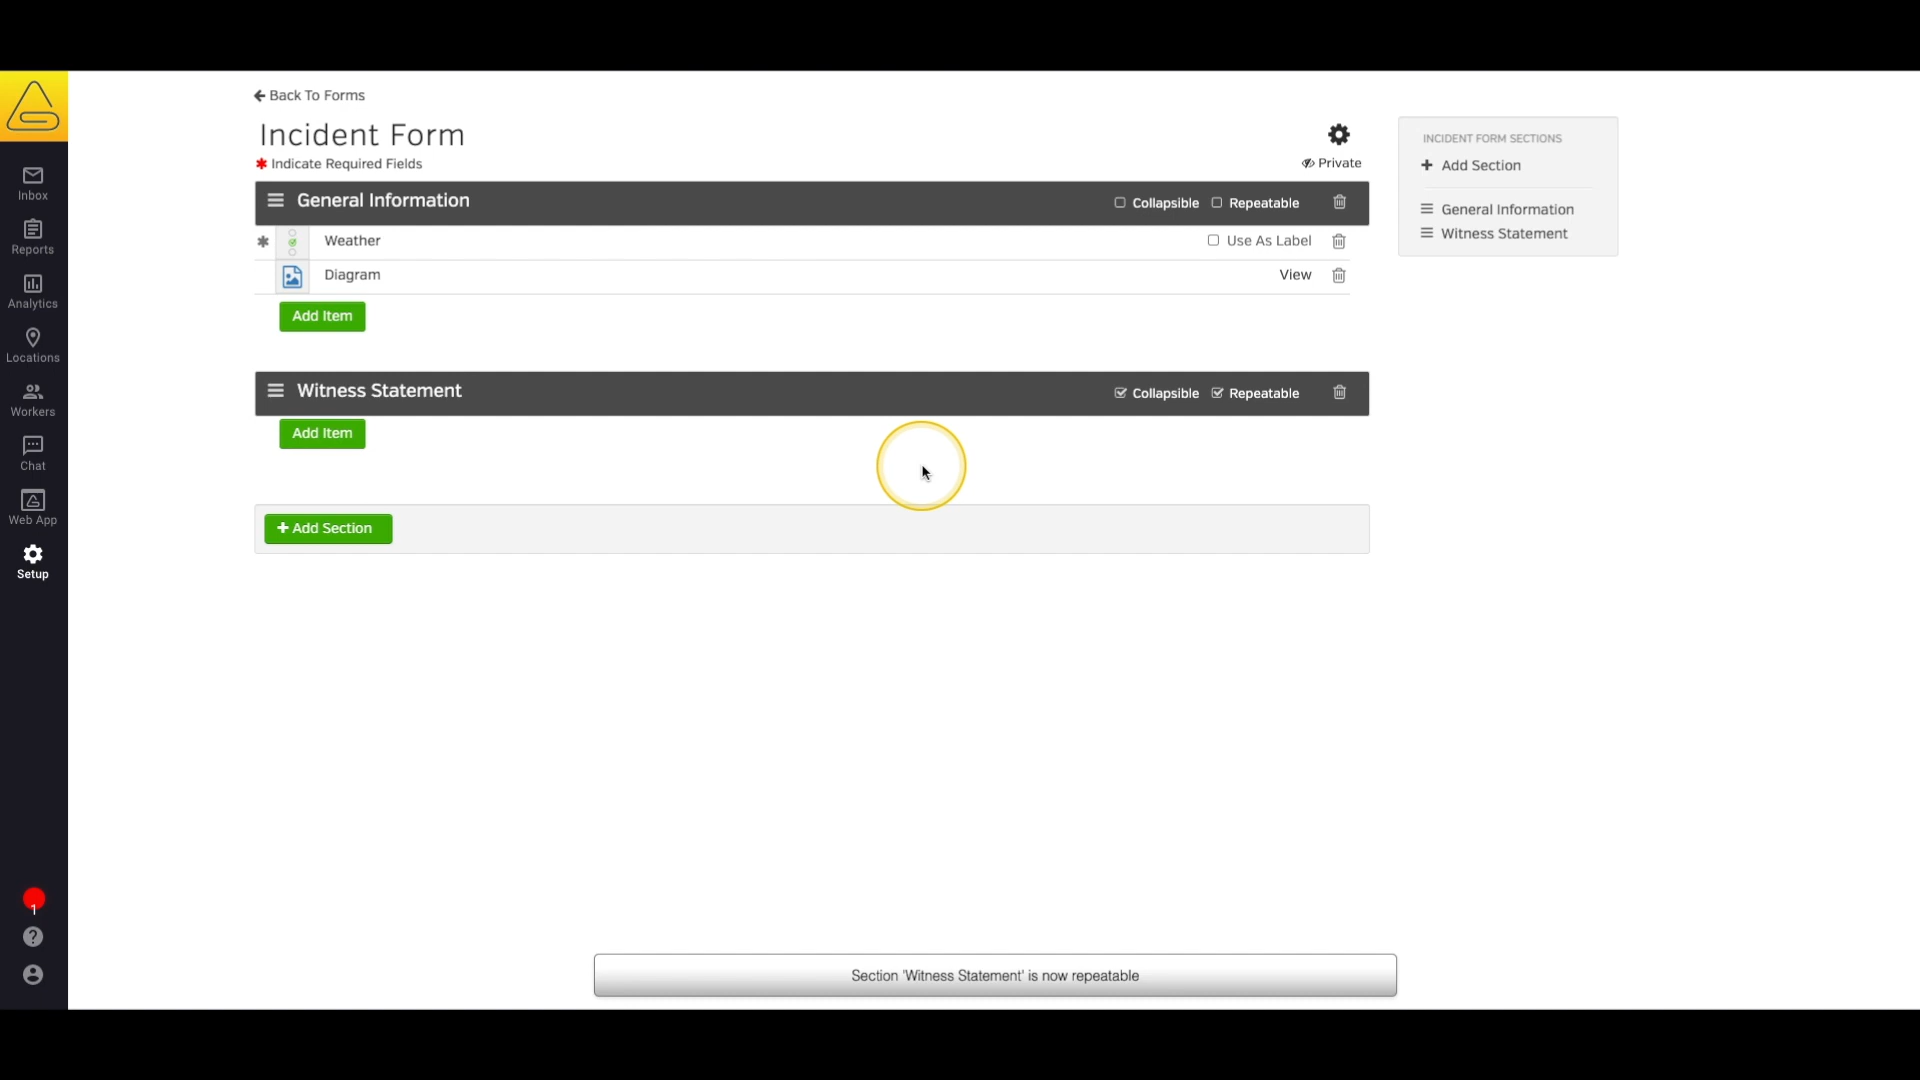 Back To Forms
Incident Form
Indicate Required Fields
Private
General Information
Collapsible
Repeatable
Weather
Use As Label
Diagram
View
Add Item
Witness Statement
Collapsible
Repeatable
Add Item
Add Section
INCIDENT FORM SECTIONS
Add Section
General Information
Witness Statement
Inbox
Reports
Analytics
Locations
Workers
Chat
Web App
Setup
1
Section 'Witness Statement' is now repeatable